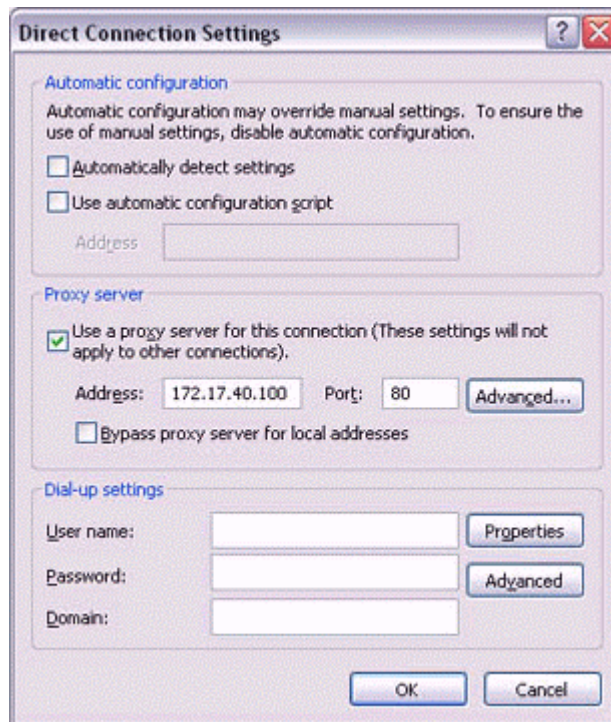 Direct Connection Settings
Automatic configuration
Automatic configuration may override manual settings.  To ensure the
use of manual settings, disable automatic configuration.
Automatically detect settings
Use automatic configuration script
Address
Proxy server
Use a proxy server for this connection (These settings will not
apply to other connections).
Address: 172.17.40.100 Port: 80 Advanced...
Bypass proxy server for local addresses
Dial-up settings
User name: Properties
Password: Advanced
Domain:
OK Cancel